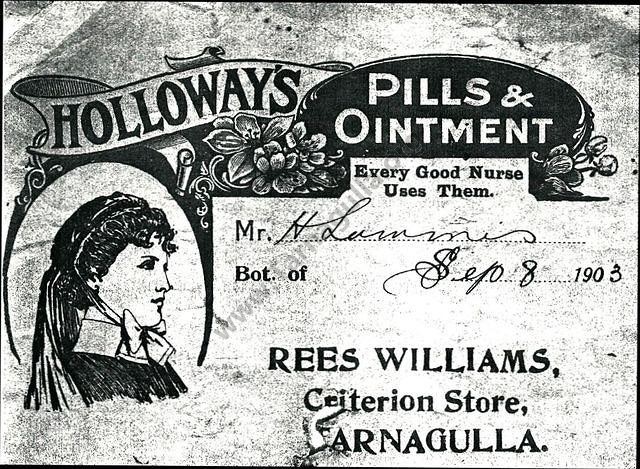 HOLLOWAY'S
PILLS &
OINTMENT
Every Good Nurse
Uses Them.
Mr. H Lammis
Bot. of Sep 8 1903
REES WILLIAMS,
Criterion Store,
TARNAGULLA.